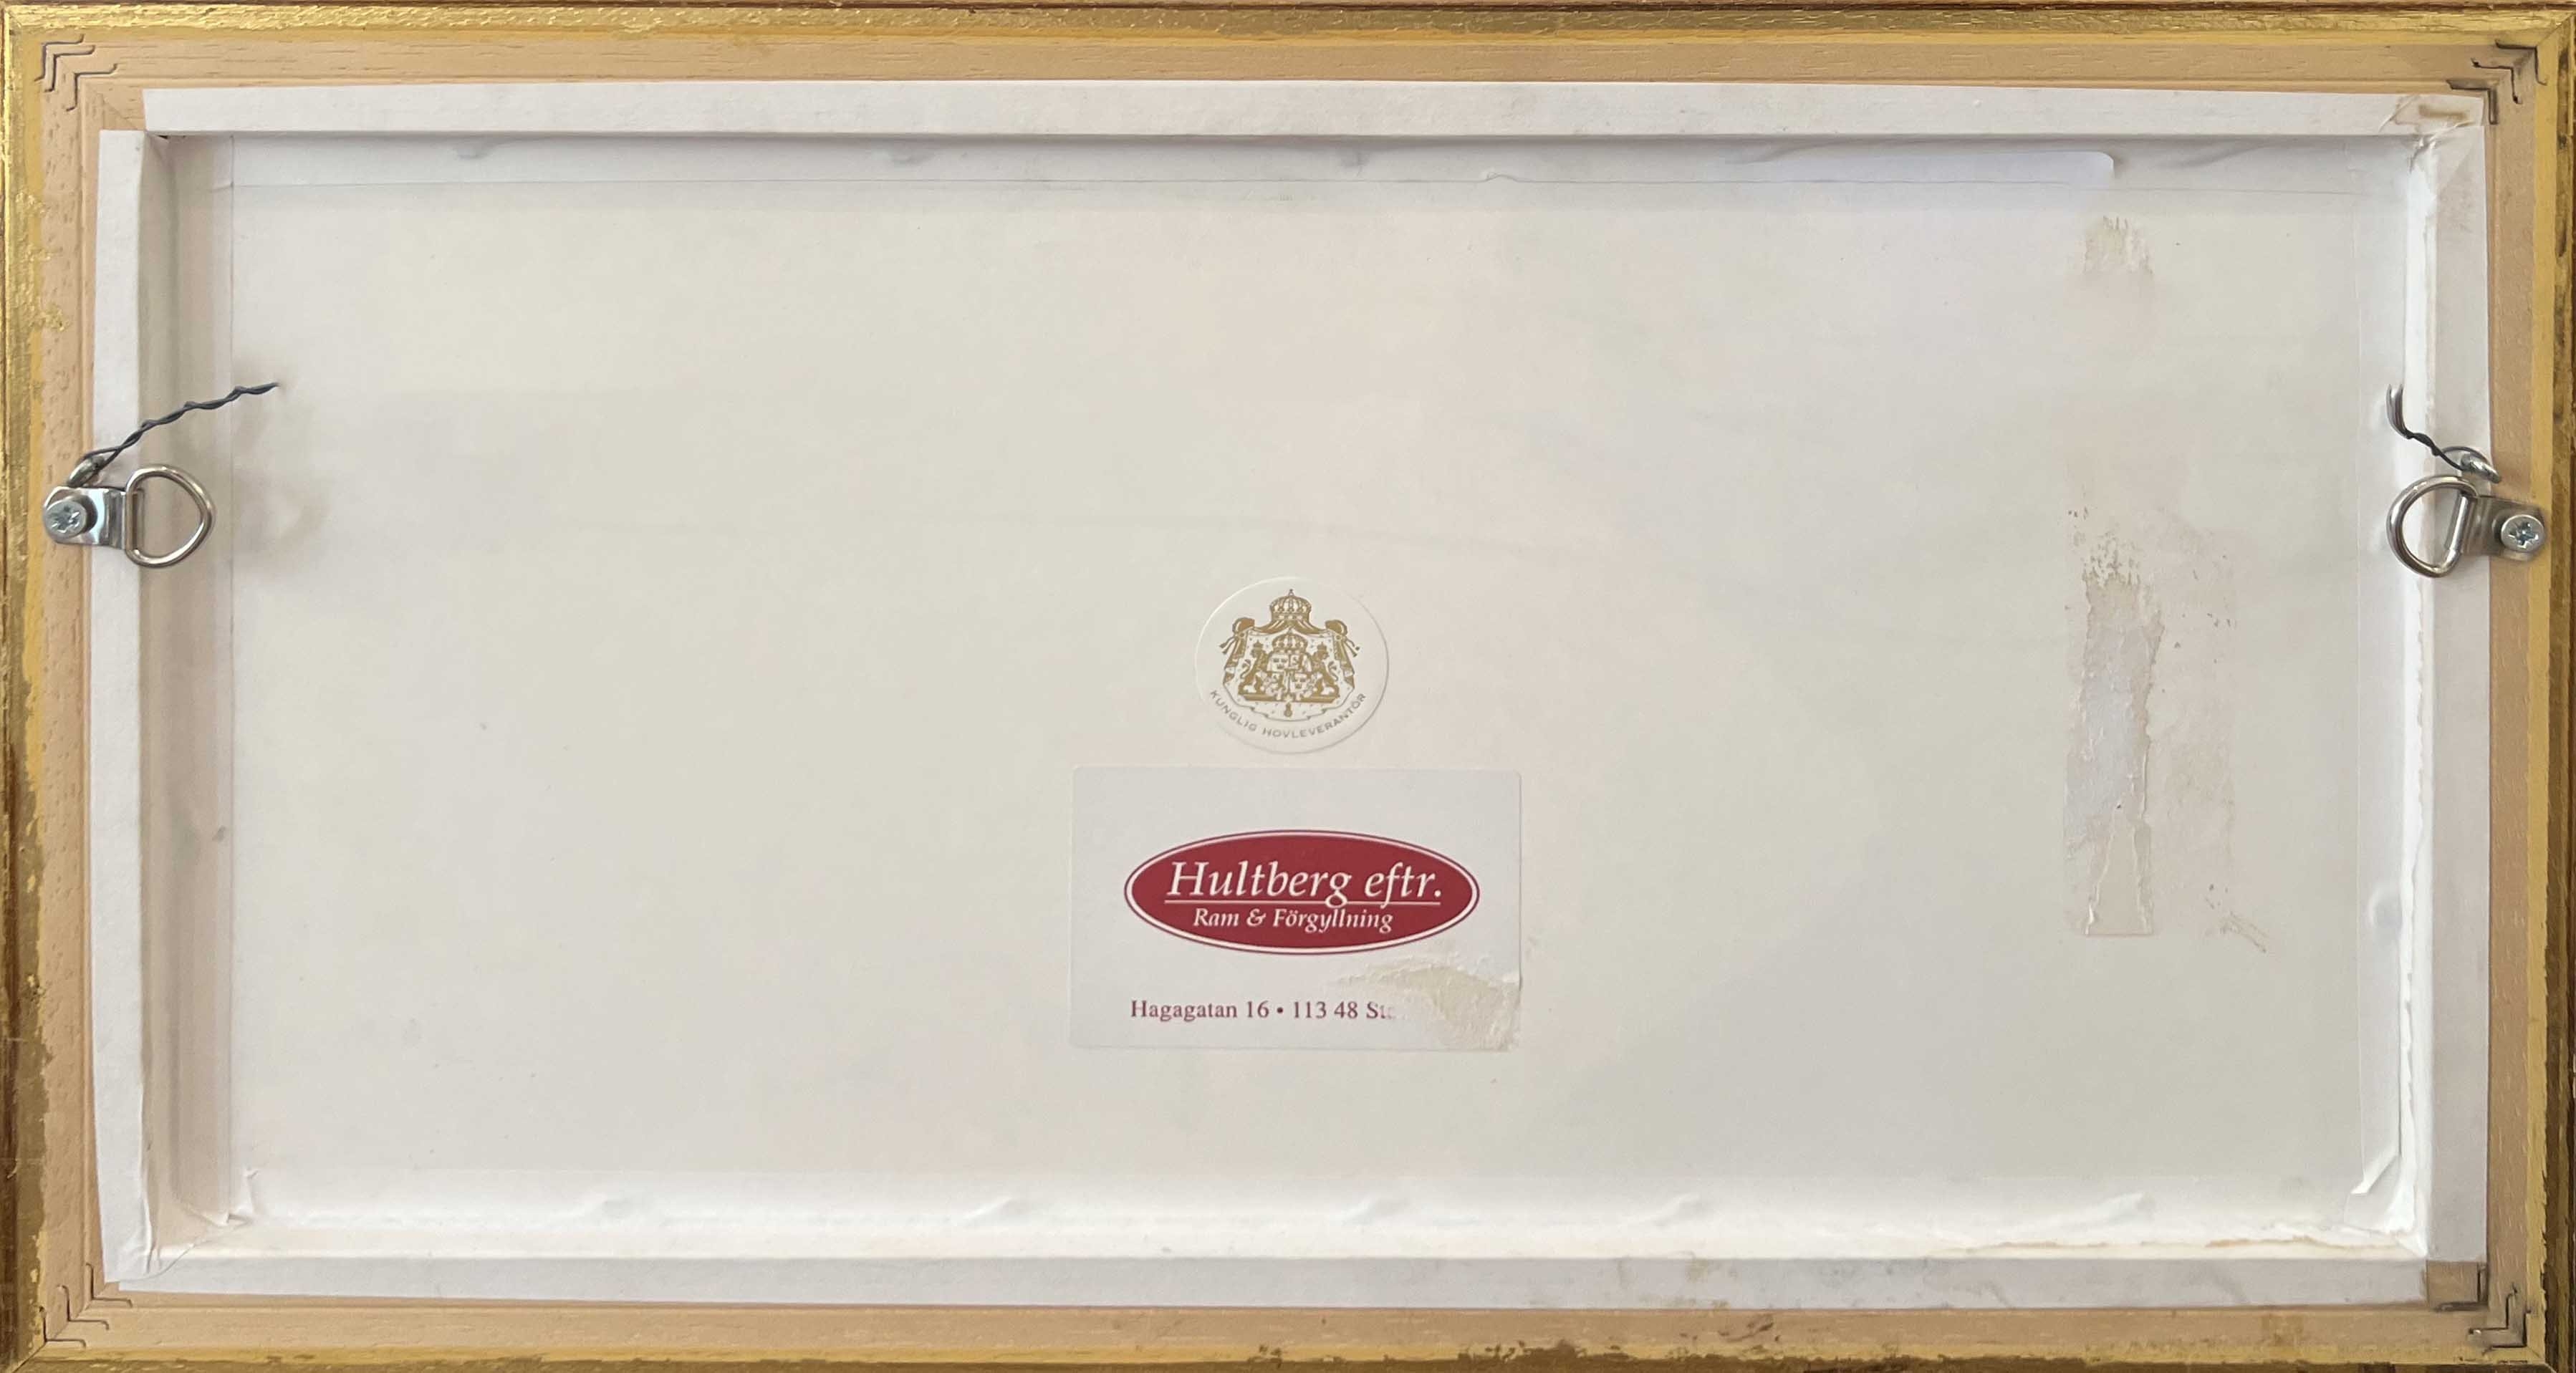 KUNGLIG HOVLEVERANTÖR
Hultberg eftr.
Ram & Förgyllning
Hagagatan 16 • 113 48